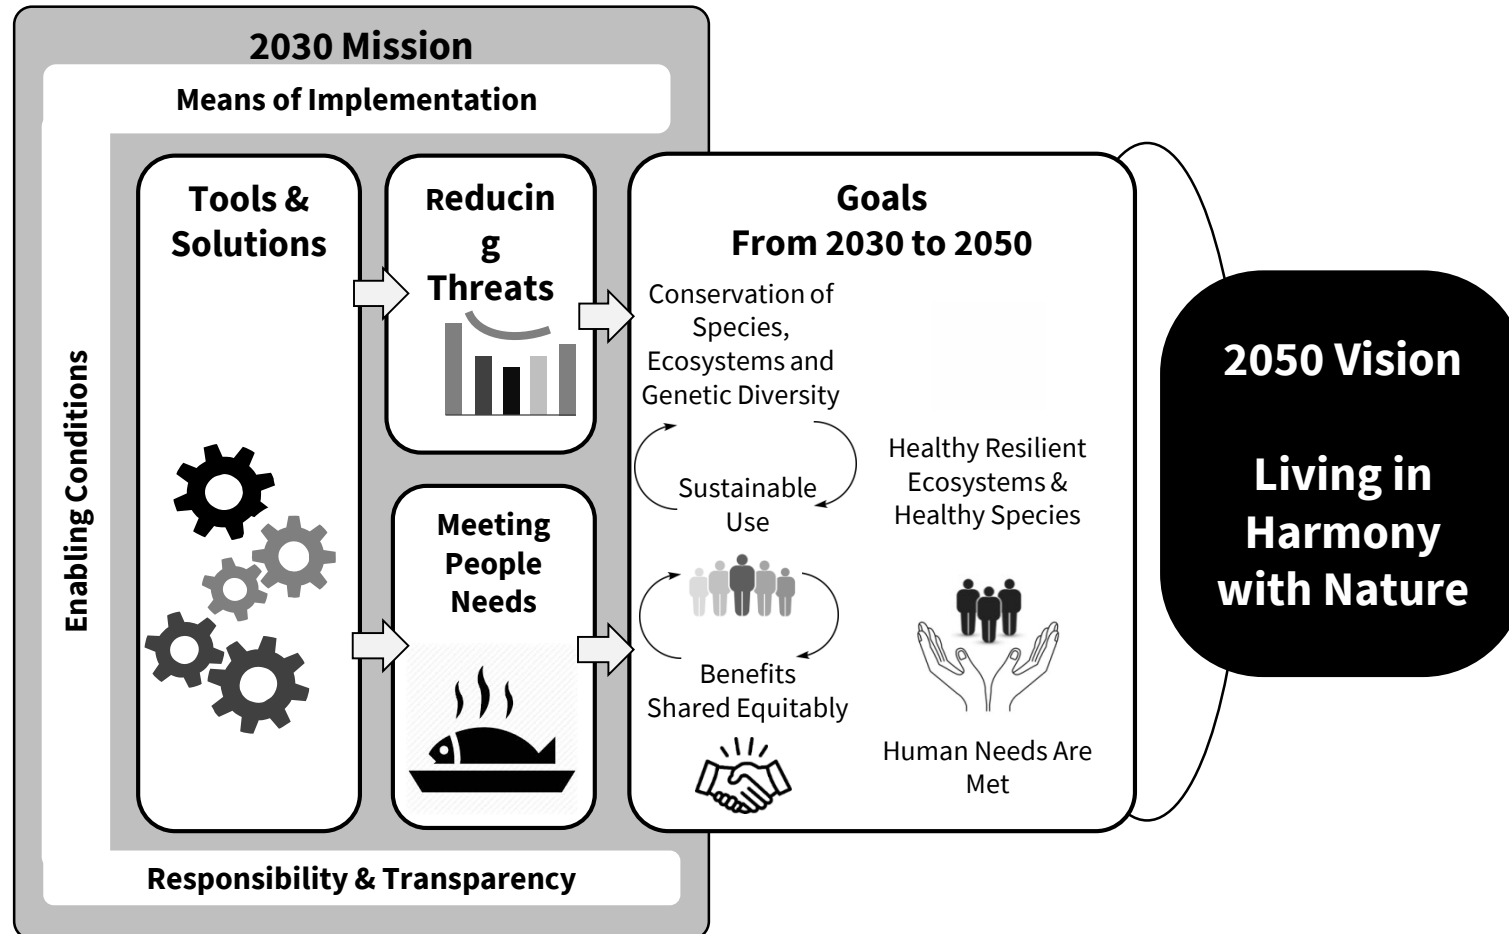 2030 Mission
Means of Implementation
Enabling Conditions
Tools &
Solutions
Reducin
g
Threats
Meeting
People
Needs
Goals
From 2030 to 2050
Conservation of
Species,
Ecosystems and
Genetic Diversity
Sustainable
Use
Benefits
Shared Equitably
Healthy Resilient
Ecosystems &
Healthy Species
Human Needs Are
Met
2050 Vision
Living in
Harmony
with Nature
Responsibility & Transparency